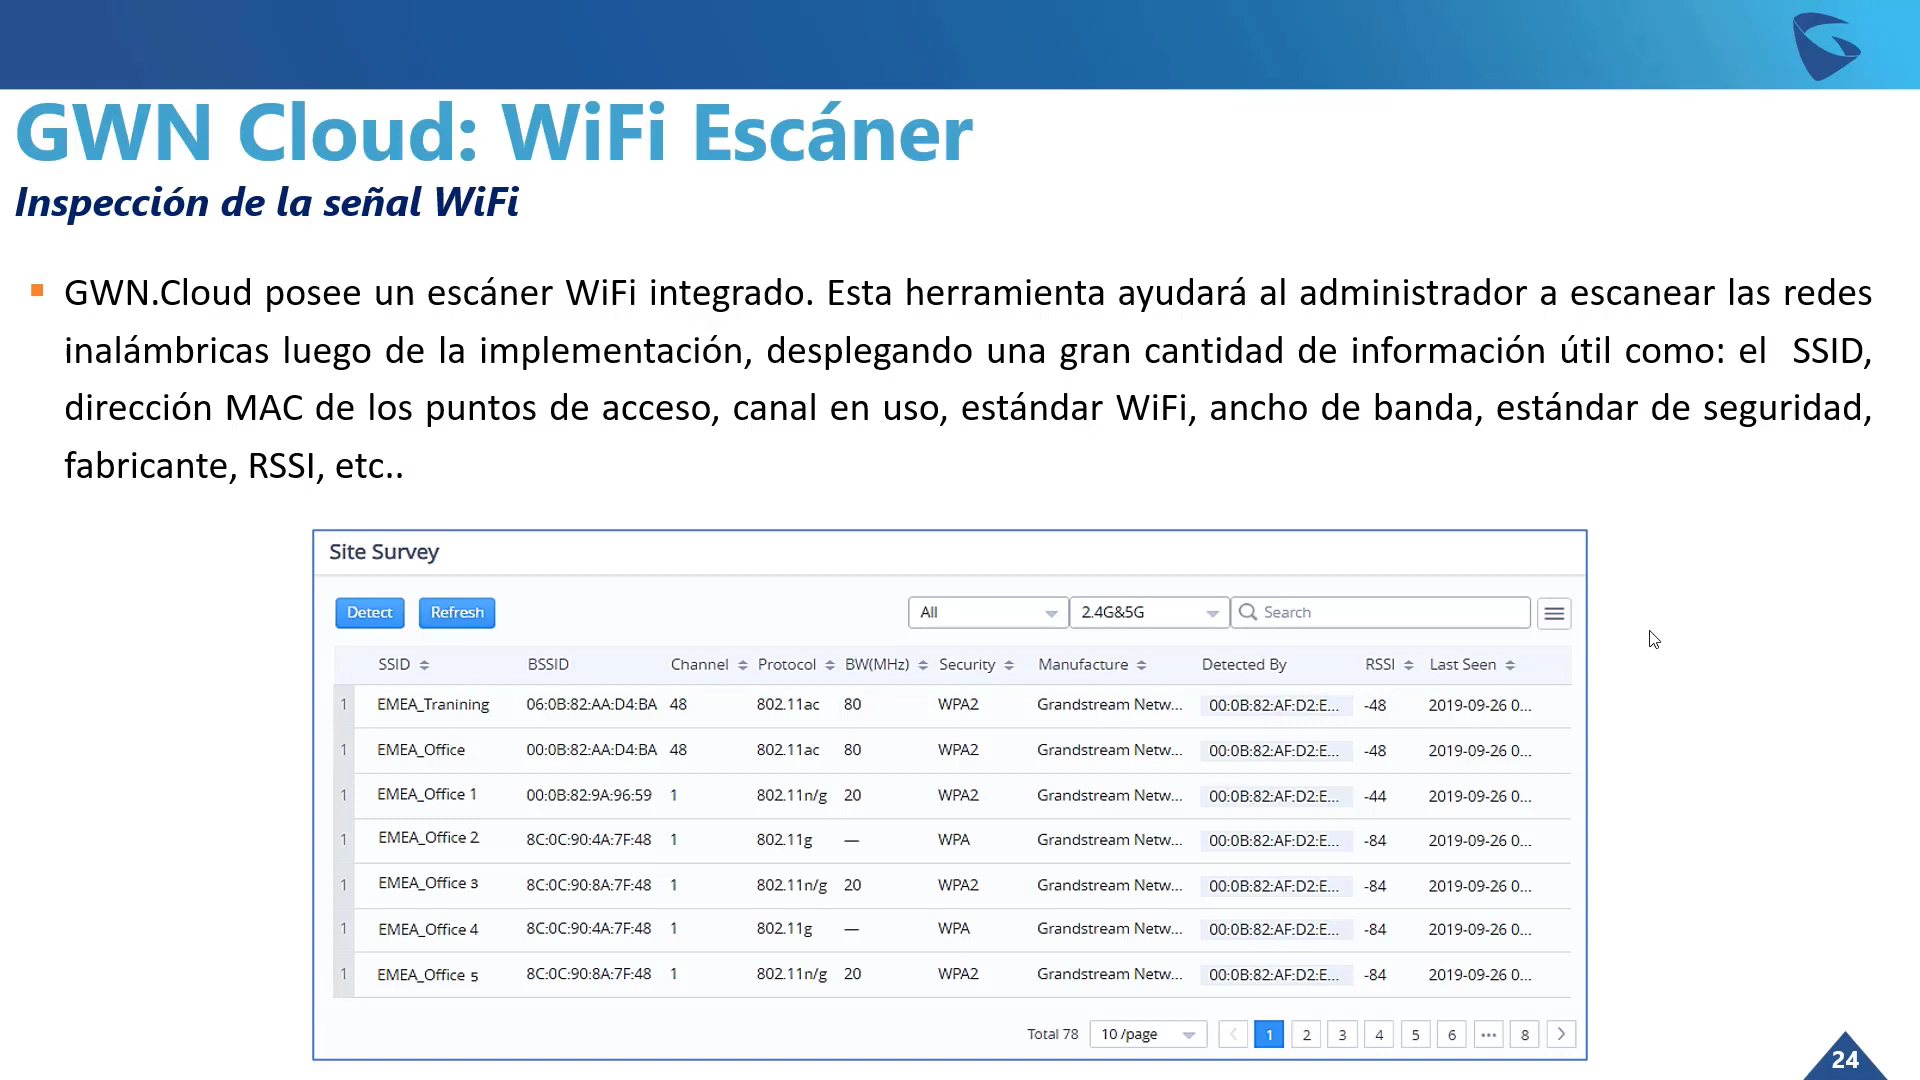 GWN Cloud: WiFi Escáner
Inspección de la señal WiFi
GWN.Cloud posee un escáner WiFi integrado. Esta herramienta ayudará al administrador a escanear las redes
inalámbricas luego de la implementación, desplegando una gran cantidad de información útil como: el SSID,
dirección MAC de los puntos de acceso, canal en uso, estándar WiFi, ancho de banda, estándar de seguridad,
fabricante, RSSI, etc..
Site Survey
Detect Refresh All 2.4G&5G Search
SSID BSSID Channel Protocol BW(MHz) Security Manufacture Detected By RSSI Last Seen
1 EMEA_Tranining 06:0B:82:AA:D4:BA 48 802.11ac 80 WPA2 Grandstream Netw... 00:0B:82:AF:D2:E... -48 2019-09-26 0...
1 EMEA_Office 00:0B:82:AA:D4:BA 48 802.11ac 80 WPA2 Grandstream Netw... 00:0B:82:AF:D2:E... -48 2019-09-26 0...
1 EMEA_Office 1 00:0B:82:9A:96:59 1 802.11n/g 20 WPA2 Grandstream Netw... 00:0B:82:AF:D2:E... -44 2019-09-26 0...
1 EMEA_Office 2 8C:0C:90:4A:7F:48 1 802.11g — WPA Grandstream Netw... 00:0B:82:AF:D2:E... -84 2019-09-26 0...
1 EMEA_Office 3 8C:0C:90:8A:7F:48 1 802.11n/g 20 WPA2 Grandstream Netw... 00:0B:82:AF:D2:E... -84 2019-09-26 0...
1 EMEA_Office 4 8C:0C:90:4A:7F:48 1 802.11g — WPA Grandstream Netw... 00:0B:82:AF:D2:E... -84 2019-09-26 0...
1 EMEA_Office 5 8C:0C:90:8A:7F:48 1 802.11n/g 20 WPA2 Grandstream Netw... 00:0B:82:AF:D2:E... -84 2019-09-26 0...
Total 78 10 /page < 1 2 3 4 5 6 ••• 8 >
24